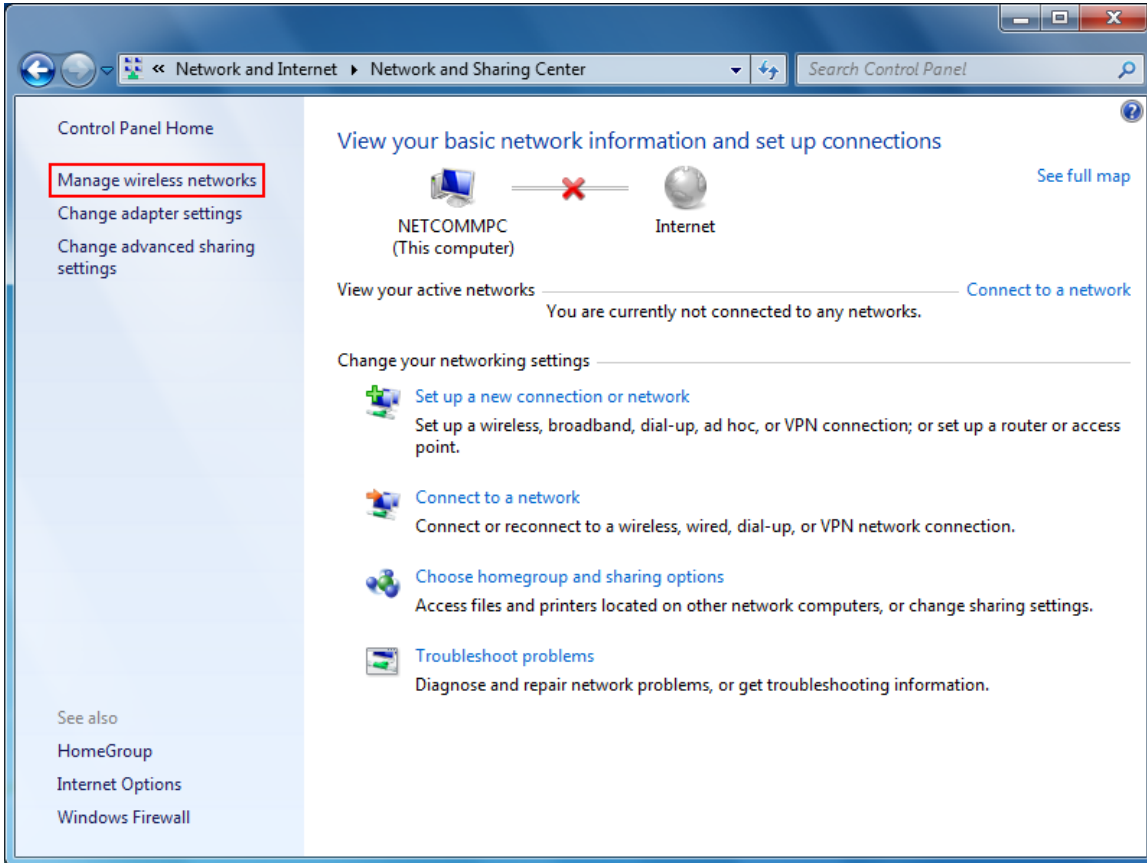 « Network and Internet ▸ Network and Sharing Center
Search Control Panel
Control Panel Home
Manage wireless networks
Change adapter settings
Change advanced sharing
settings
See also
HomeGroup
Internet Options
Windows Firewall
View your basic network information and set up connections
See full map
NETCOMMPC
(This computer)
Internet
View your active networks
Connect to a network
You are currently not connected to any networks.
Change your networking settings
Set up a new connection or network
Set up a wireless, broadband, dial-up, ad hoc, or VPN connection; or set up a router or access
point.
Connect to a network
Connect or reconnect to a wireless, wired, dial-up, or VPN network connection.
Choose homegroup and sharing options
Access files and printers located on other network computers, or change sharing settings.
Troubleshoot problems
Diagnose and repair network problems, or get troubleshooting information.